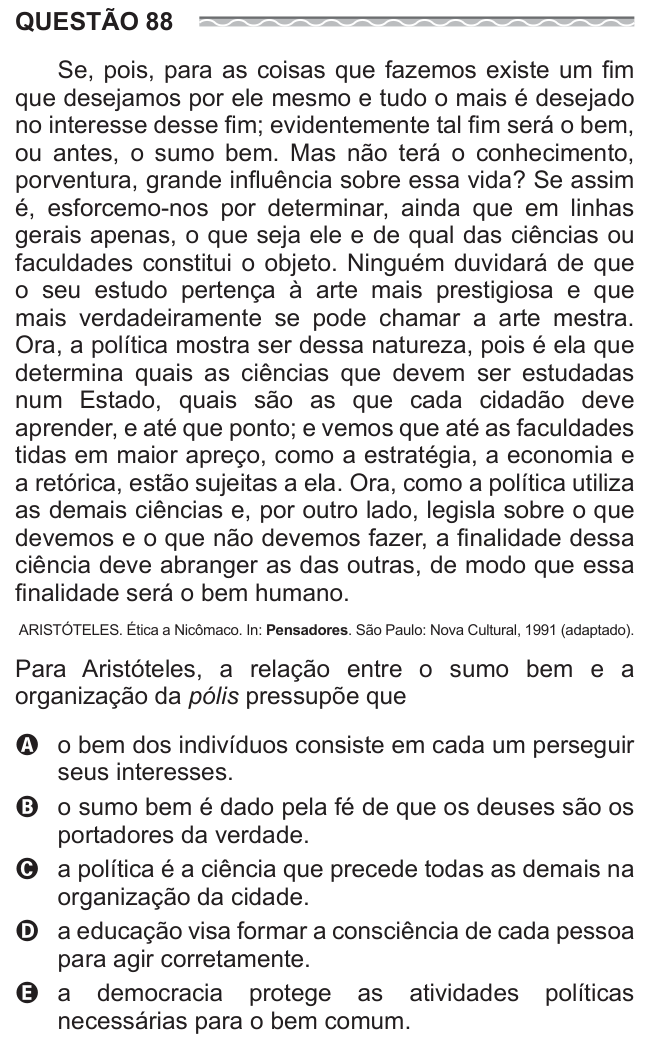 QUESTÃO 88
Se, pois, para as coisas que fazemos existe um fim
que desejamos por ele mesmo e tudo o mais é desejado
no interesse desse fim; evidentemente tal fim será o bem,
ou antes, o sumo bem. Mas não terá o conhecimento,
porventura, grande influência sobre essa vida? Se assim
é, esforcemo-nos por determinar, ainda que em linhas
gerais apenas, o que seja ele e de qual das ciências ou
faculdades constitui o objeto. Ninguém duvidará de que
o seu estudo pertença à arte mais prestigiosa e que
mais verdadeiramente se pode chamar a arte mestra.
Ora, a política mostra ser dessa natureza, pois é ela que
determina quais as ciências que devem ser estudadas
num Estado, quais são as que cada cidadão deve
aprender, e até que ponto; e vemos que até as faculdades
tidas em maior apreço, como a estratégia, a economia e
a retórica, estão sujeitas a ela. Ora, como a política utiliza
as demais ciências e, por outro lado, legisla sobre o que
devemos e o que não devemos fazer, a finalidade dessa
ciência deve abranger as das outras, de modo que essa
finalidade será o bem humano.
ARISTÓTELES. Ética a Nicômaco. In: Pensadores. São Paulo: Nova Cultural, 1991 (adaptado).
Para Aristóteles, a relação entre o sumo bem e a
organização da pólis pressupõe que
A o bem dos indivíduos consiste em cada um perseguir
seus interesses.
B o sumo bem é dado pela fé de que os deuses são os
portadores da verdade.
C a política é a ciência que precede todas as demais na
organização da cidade.
D a educação visa formar a consciência de cada pessoa
para agir corretamente.
E a democracia protege as atividades políticas
necessárias para o bem comum.